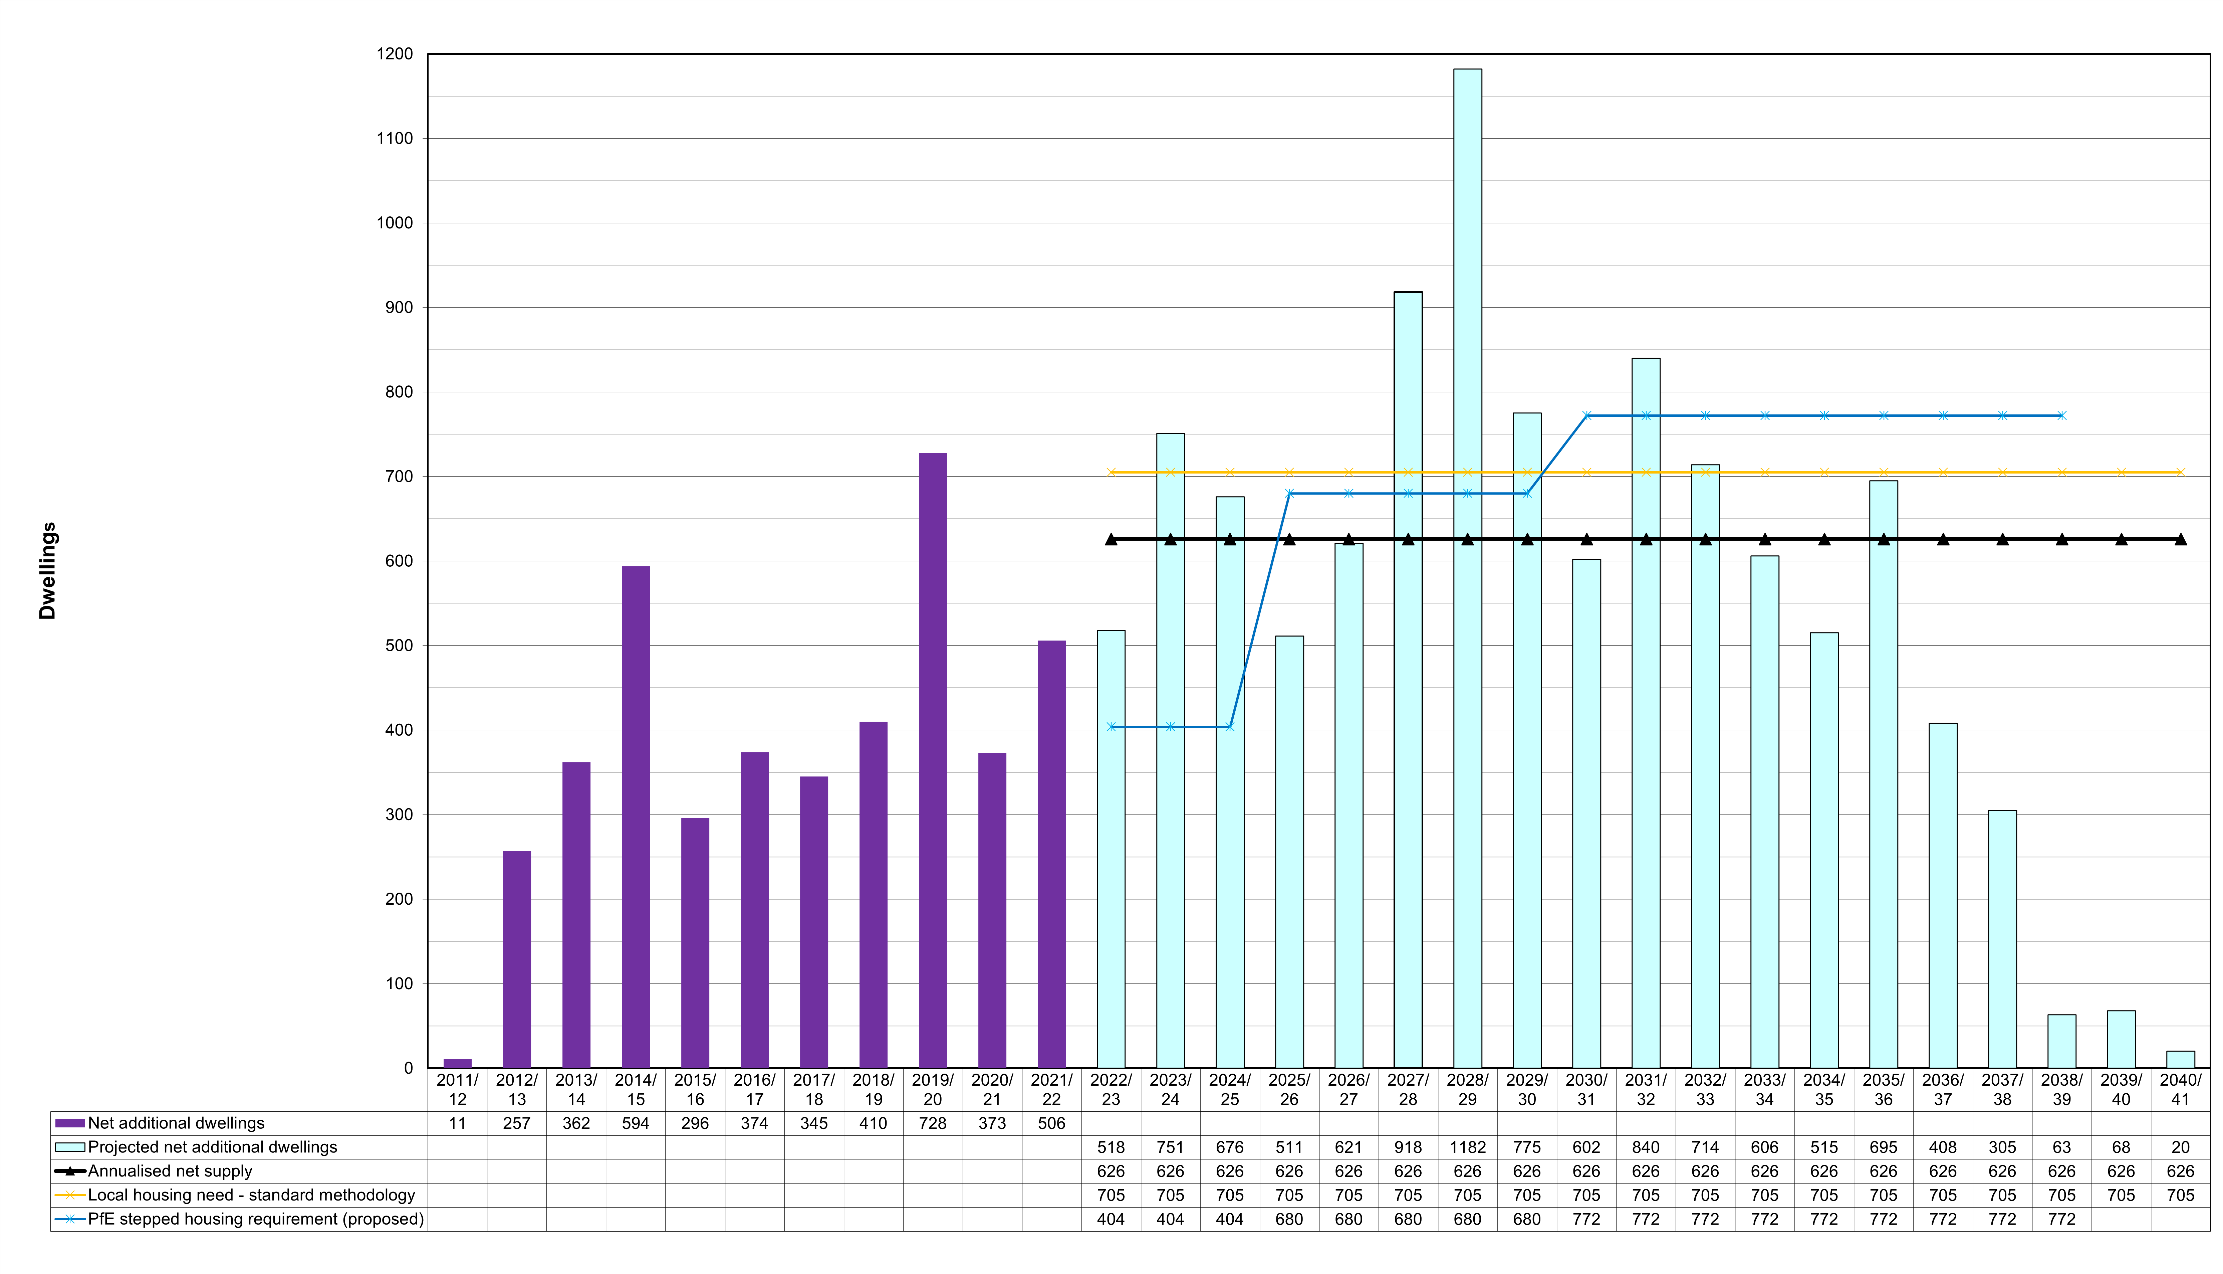 1200
1100
1000
900
800
700
600
500
400
300
200
100
0
Dwellings
2011/ 2012/ 2013/ 2014/ 2015/ 2016/ 2017/ 2018/ 2019/ 2020/ 2021/ 2022/ 2023/ 2024/ 2025/ 2026/ 2027/ 2028/ 2029/ 2030/ 2031/ 2032/ 2033/ 2034/ 2035/ 2036/ 2037/ 2038/ 2039/ 2040/
12 13 14 15 16 17 18 19 20 21 22 23 24 25 26 27 28 29 30 31 32 33 34 35 36 37 38 39 40 41
Net additional dwellings 11 257 362 594 296 374 345 410 728 373 506
Projected net additional dwellings 518 751 676 511 621 918 1182 775 602 840 714 606 515 695 408 305 63 68 20
Annualised net supply 626 626 626 626 626 626 626 626 626 626 626 626 626 626 626 626 626 626 626
Local housing need - standard methodology 705 705 705 705 705 705 705 705 705 705 705 705 705 705 705 705 705 705 705
PfE stepped housing requirement (proposed) 404 404 404 680 680 680 680 680 772 772 772 772 772 772 772 772 772